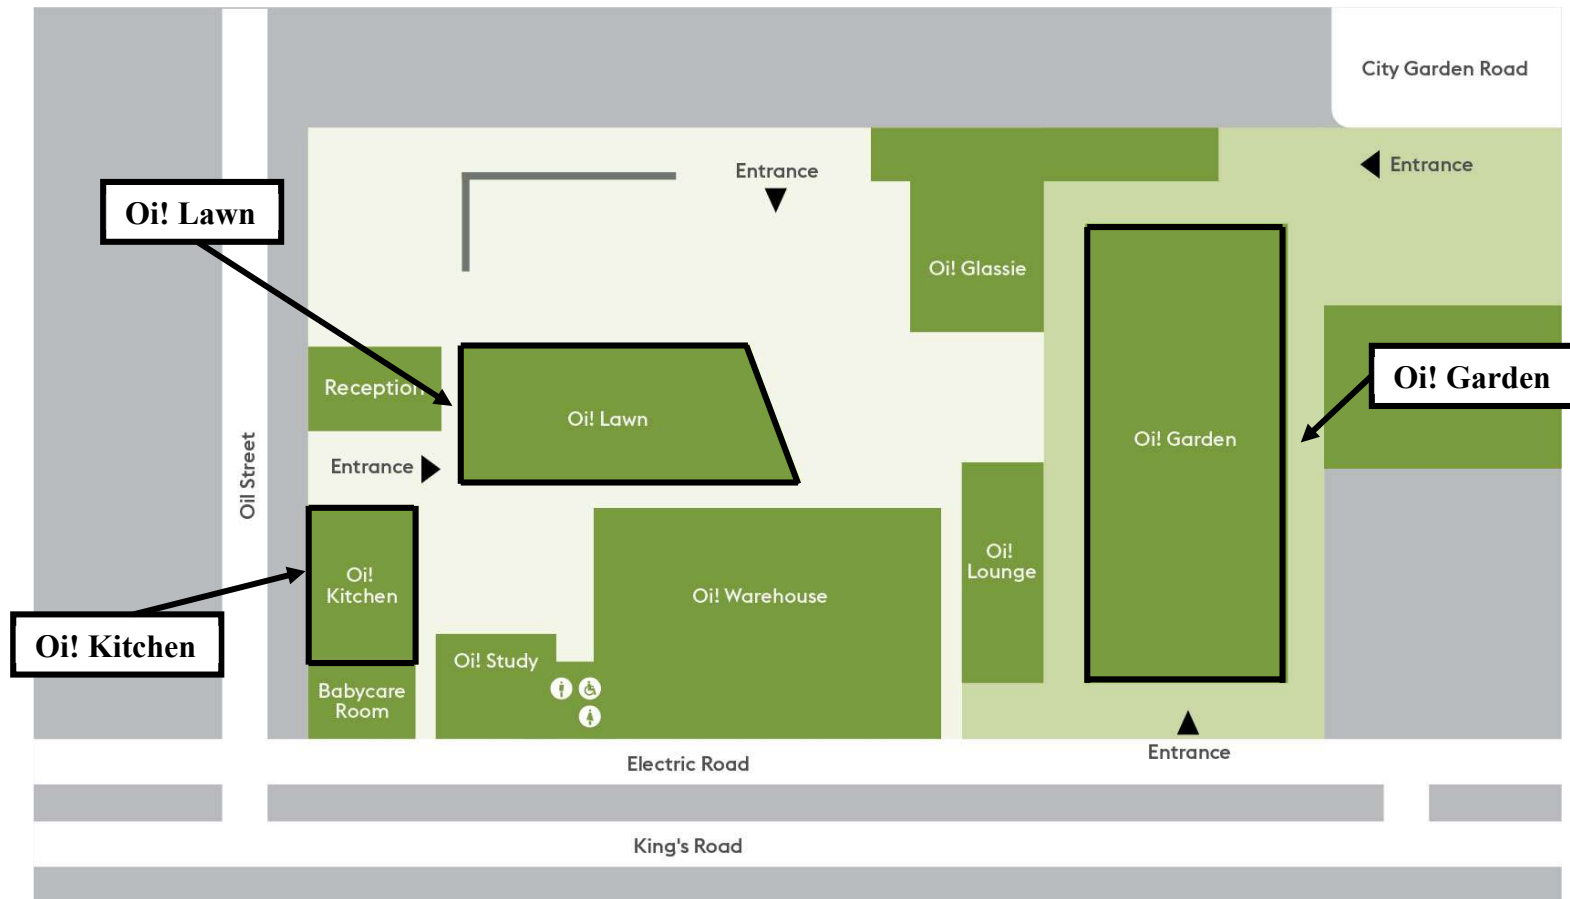 City Garden Road
Entrance
Entrance
Oi! Lawn
Oi! Glassie
Reception
Oi! Lawn
Oi! Garden
Oi! Garden
Entrance
Oil Street
Oi!
Kitchen
Oi!
Lounge
Oi! Warehouse
Oi! Kitchen
Oi! Study
Babycare
Room
Entrance
Electric Road
King's Road